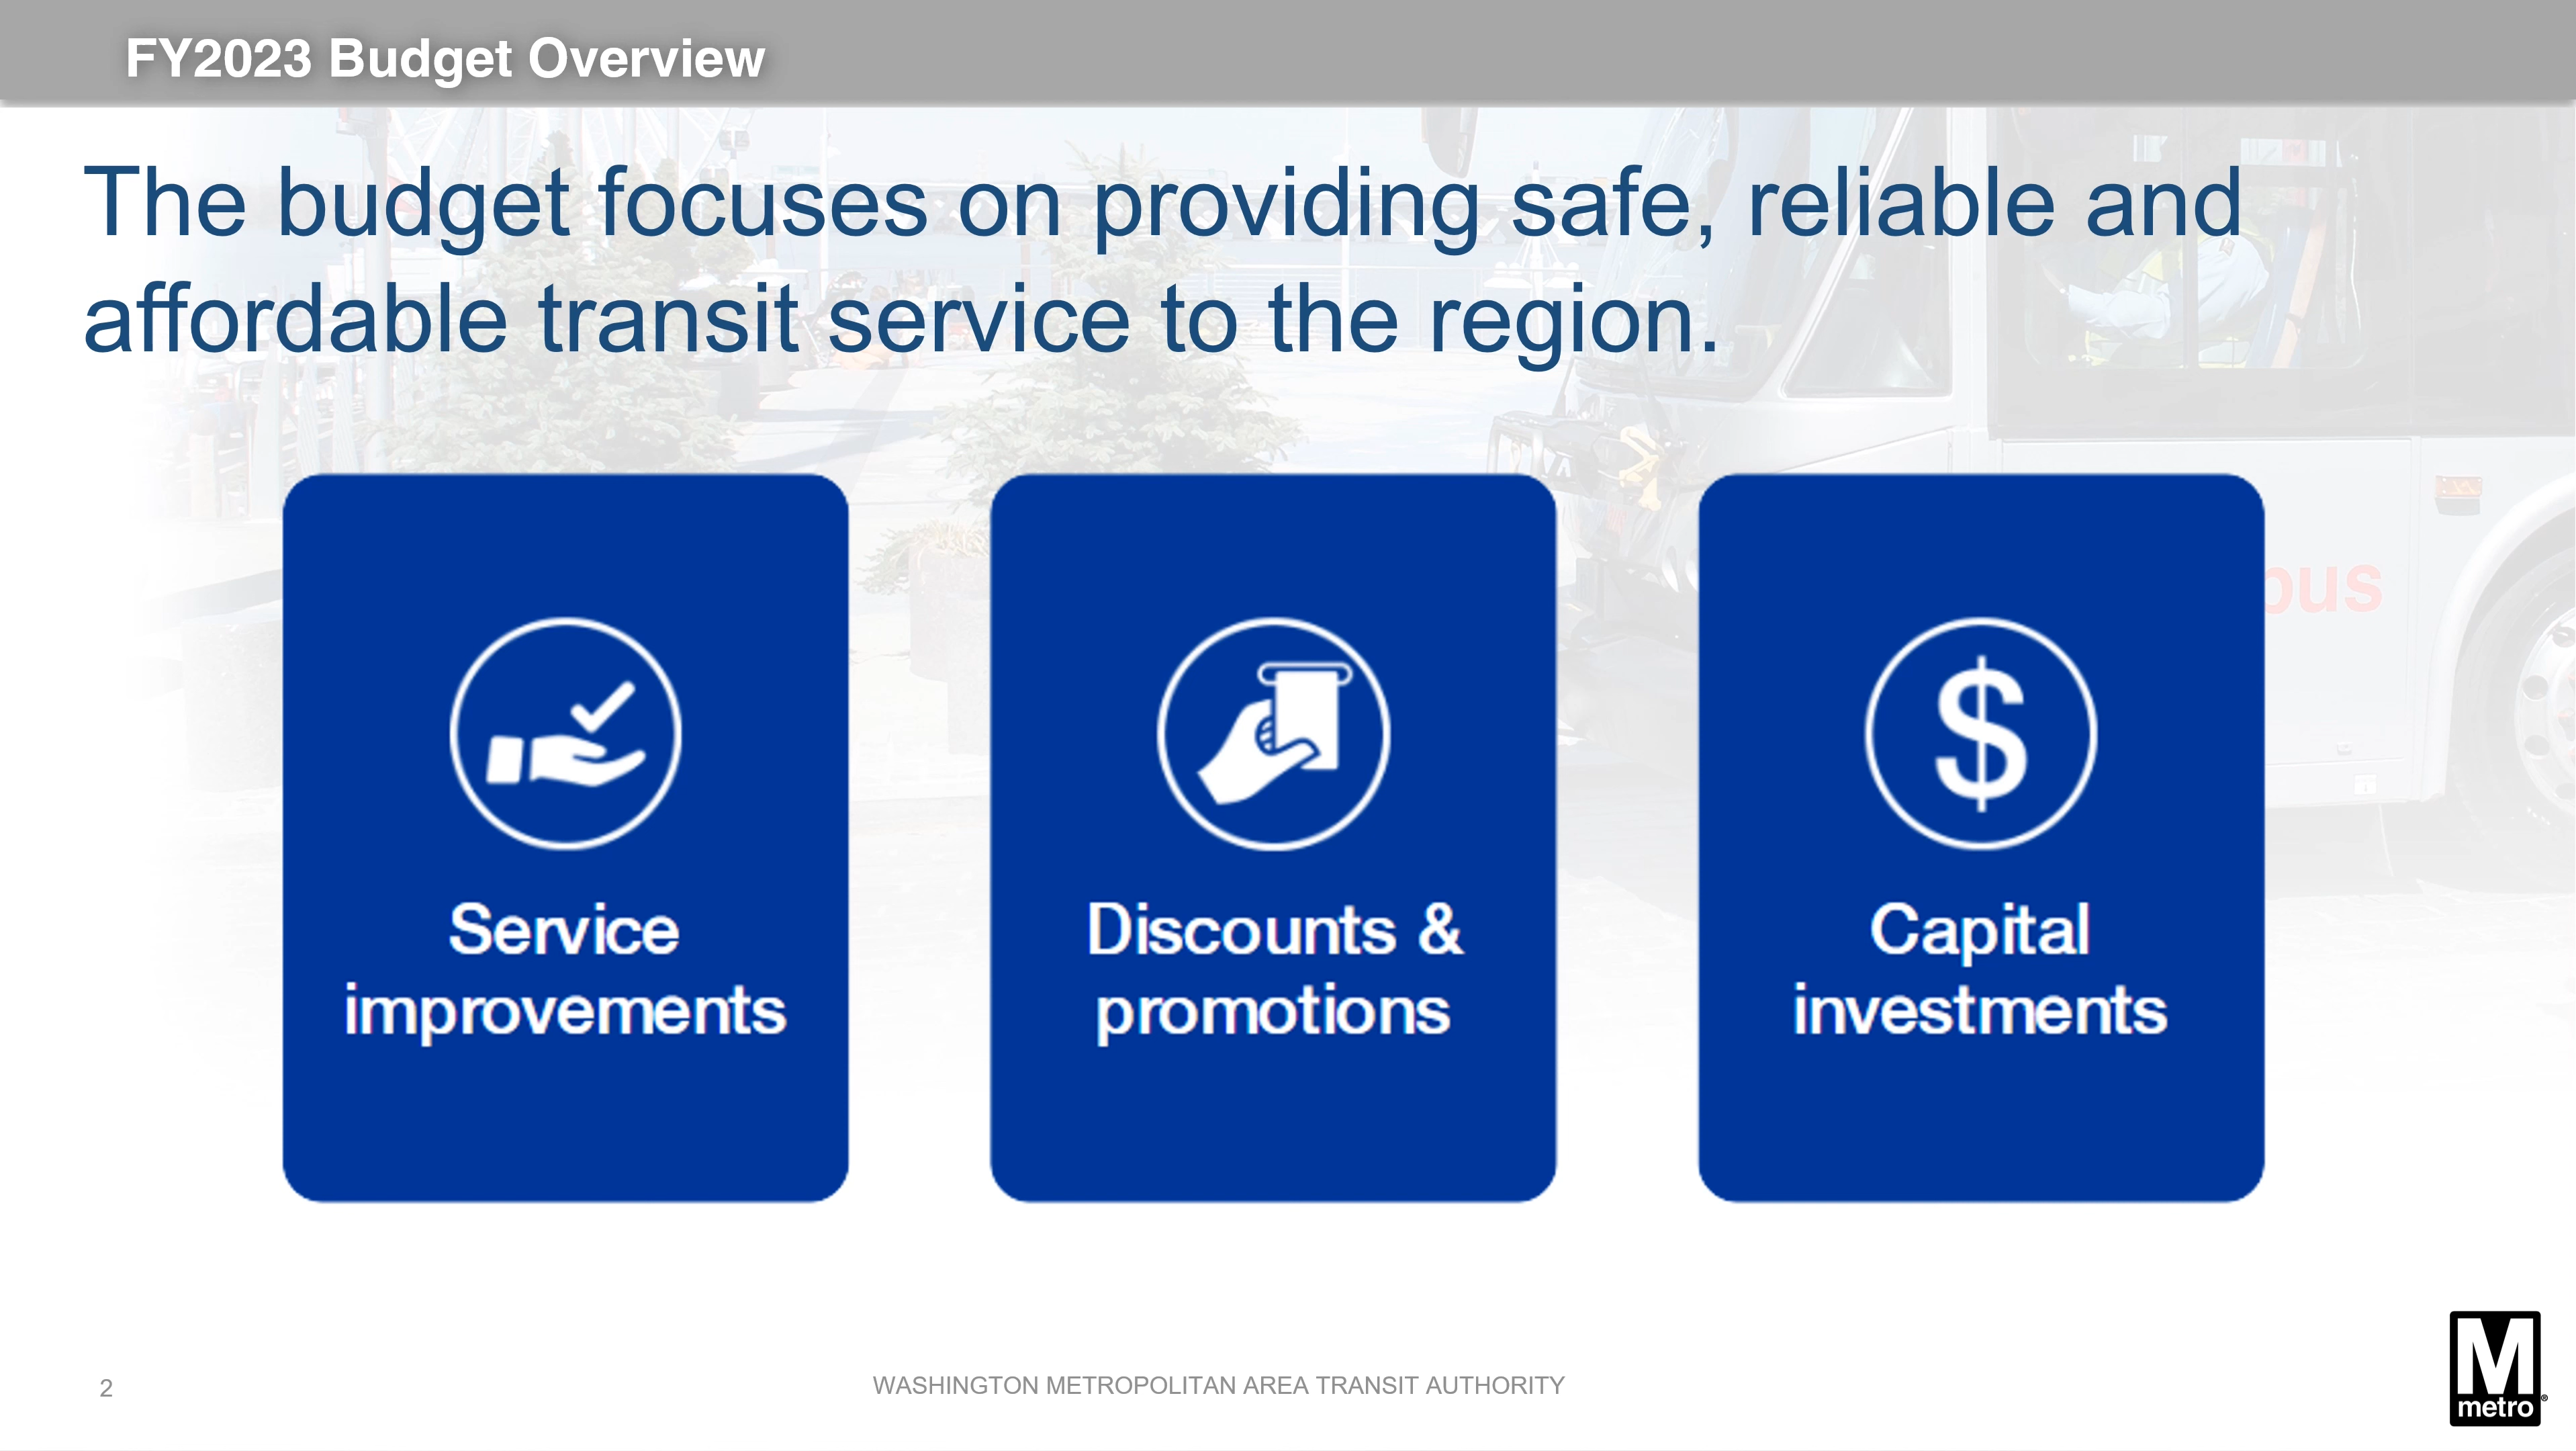 FY2023 Budget Overview
The budget focuses on providing safe, reliable and
affordable transit service to the region.
bus
$
Service
improvements
Discounts &
promotions
Capital
investments
2
WASHINGTON METROPOLITAN AREA TRANSIT AUTHORITY
M
metro®